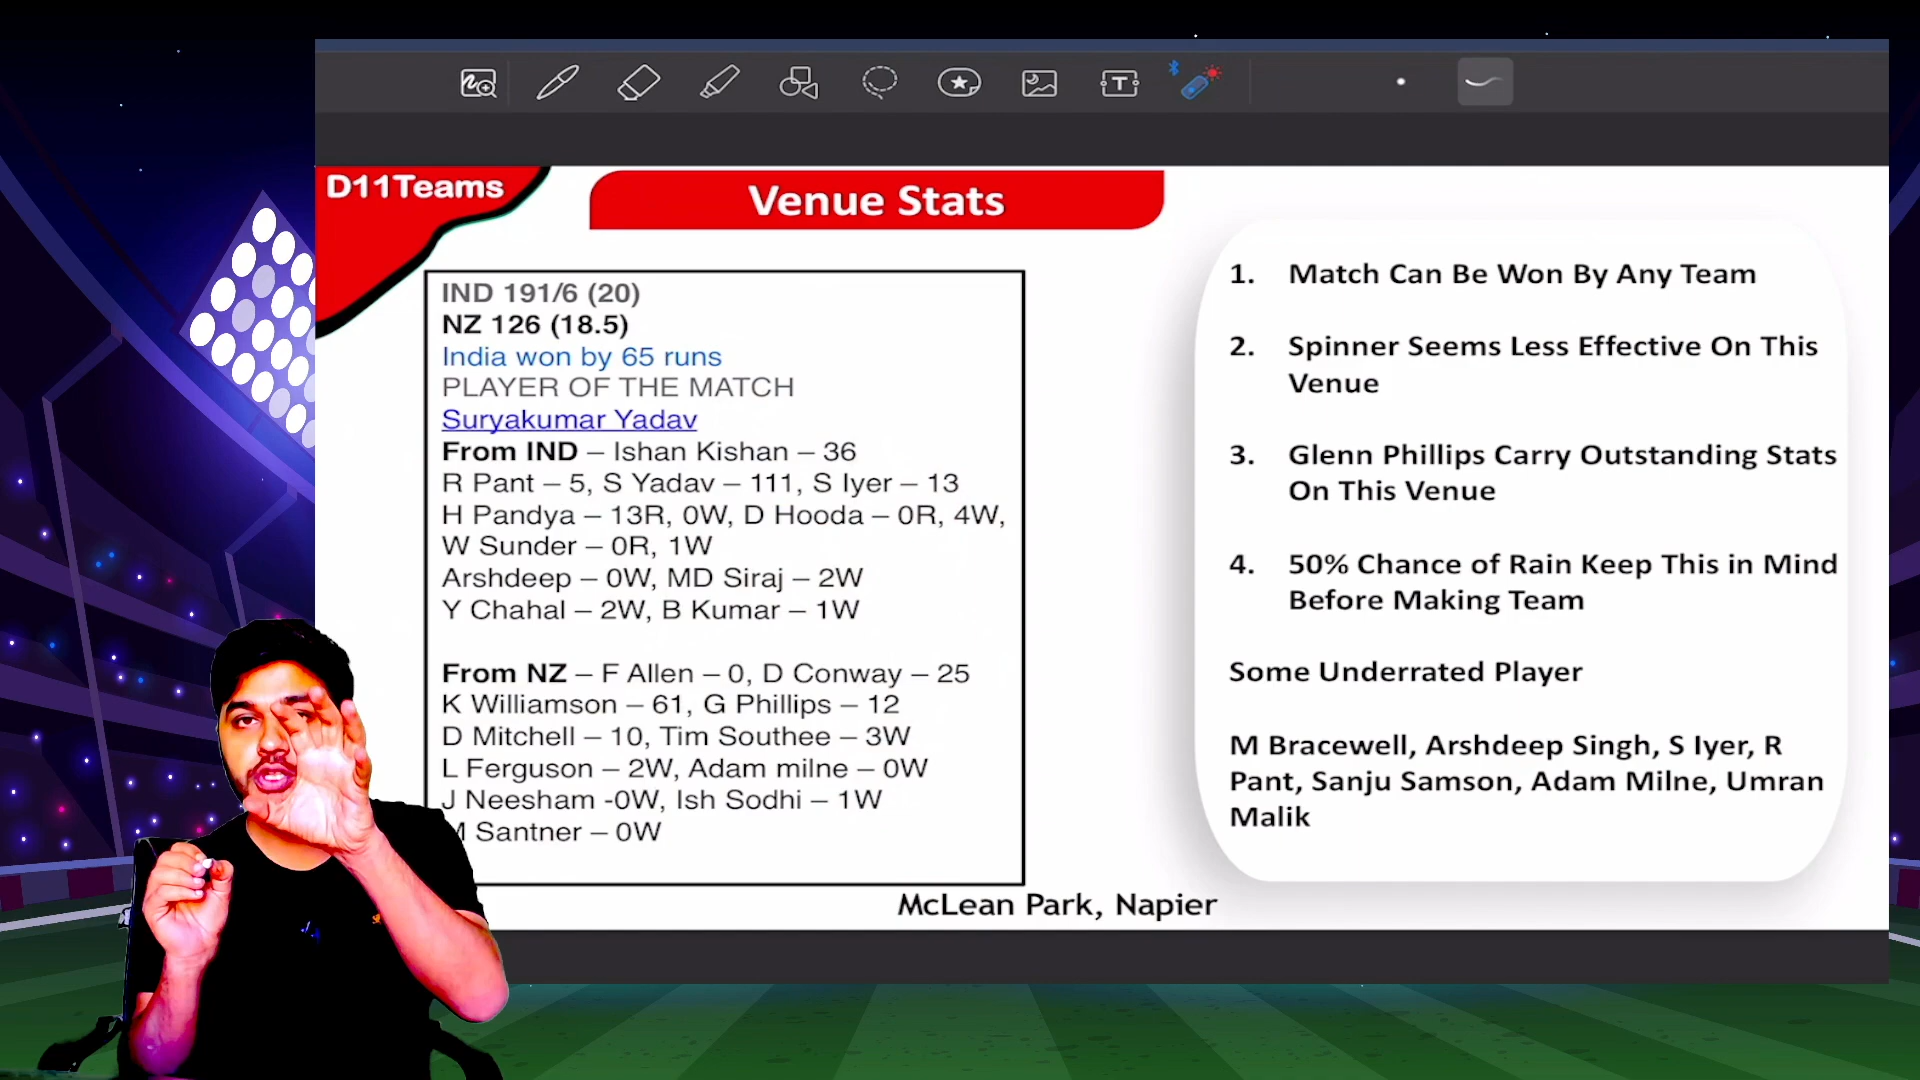 D11Teams
Venue Stats
IND 191/6 (20)
NZ 126 (18.5)
India won by 65 runs
PLAYER OF THE MATCH
Suryakumar Yadav
From IND – Ishan Kishan – 36
R Pant – 5, S Yadav – 111, S Iyer – 13
H Pandya – 13R, 0W, D Hooda – 0R, 4W,
W Sunder – 0R, 1W
Arshdeep – 0W, MD Siraj – 2W
Y Chahal – 2W, B Kumar – 1W
From NZ – F Allen – 0, D Conway – 25
K Williamson – 61, G Phillips – 12
D Mitchell – 10, Tim Southee – 3W
L Ferguson – 2W, Adam milne – 0W
J Neesham -0W, Ish Sodhi – 1W
M Santner – 0W
McLean Park, Napier
1. Match Can Be Won By Any Team
2. Spinner Seems Less Effective On This
Venue
3. Glenn Phillips Carry Outstanding Stats
On This Venue
4. 50% Chance of Rain Keep This in Mind
Before Making Team
Some Underrated Player
M Bracewell, Arshdeep Singh, S Iyer, R
Pant, Sanju Samson, Adam Milne, Umran
Malik